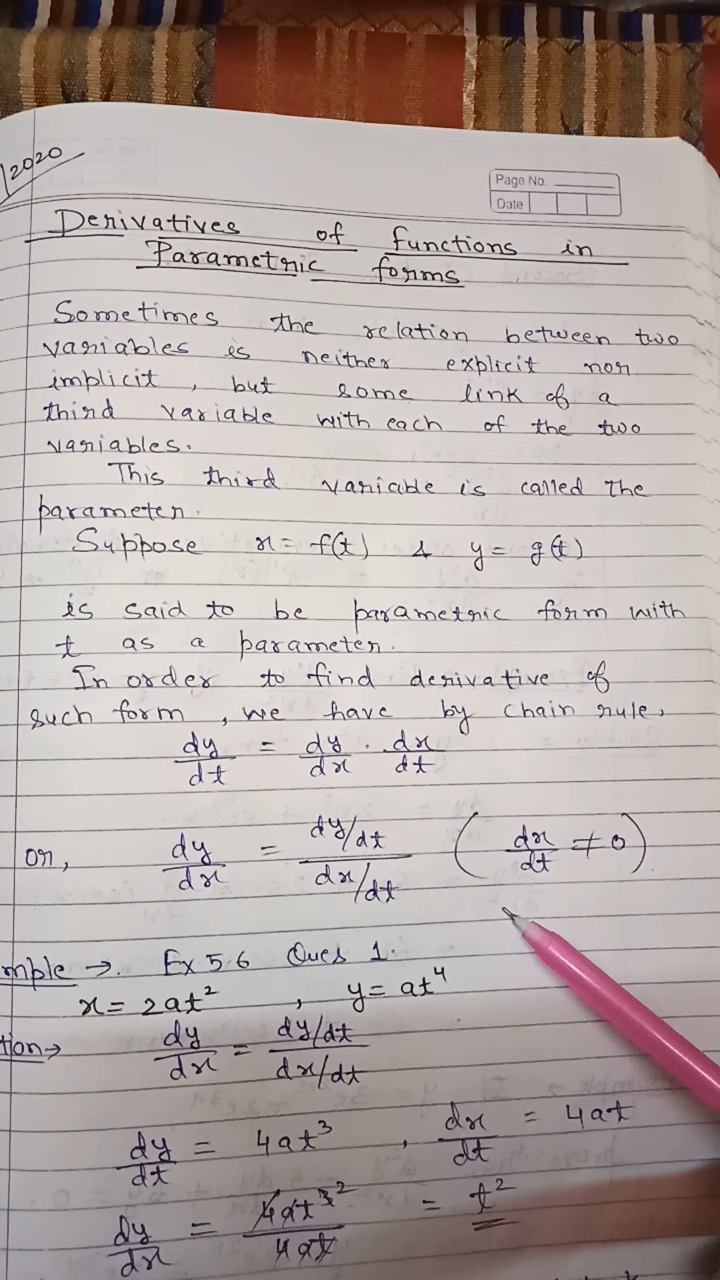 /2020
Page No.
Date
Derivatives of functions in
Parametric forms
Sometimes the relation between two
variables is neither explicit nor
implicit, but some link of a
third variable with each of the two
variables.
This third variable is called the
parameter.
Suppose x = f(t) & y = g(t)
is said to be parametric form with
t as a parameter.
In order to find derivative of
such form, we have by chain rule,
dy/dt = dy/dx . dx/dt
or, dy/dx = (dy/dt)/(dx/dt) (dx/dt ≠ 0)
mple → Ex 5.6 Ques 1.
x = 2at², y = at⁴
tion → dy/dx = (dy/dt)/(dx/dt)
dy/dt = 4at³, dx/dt = 4at
dy/dx = 4at³ ²/4at = t²